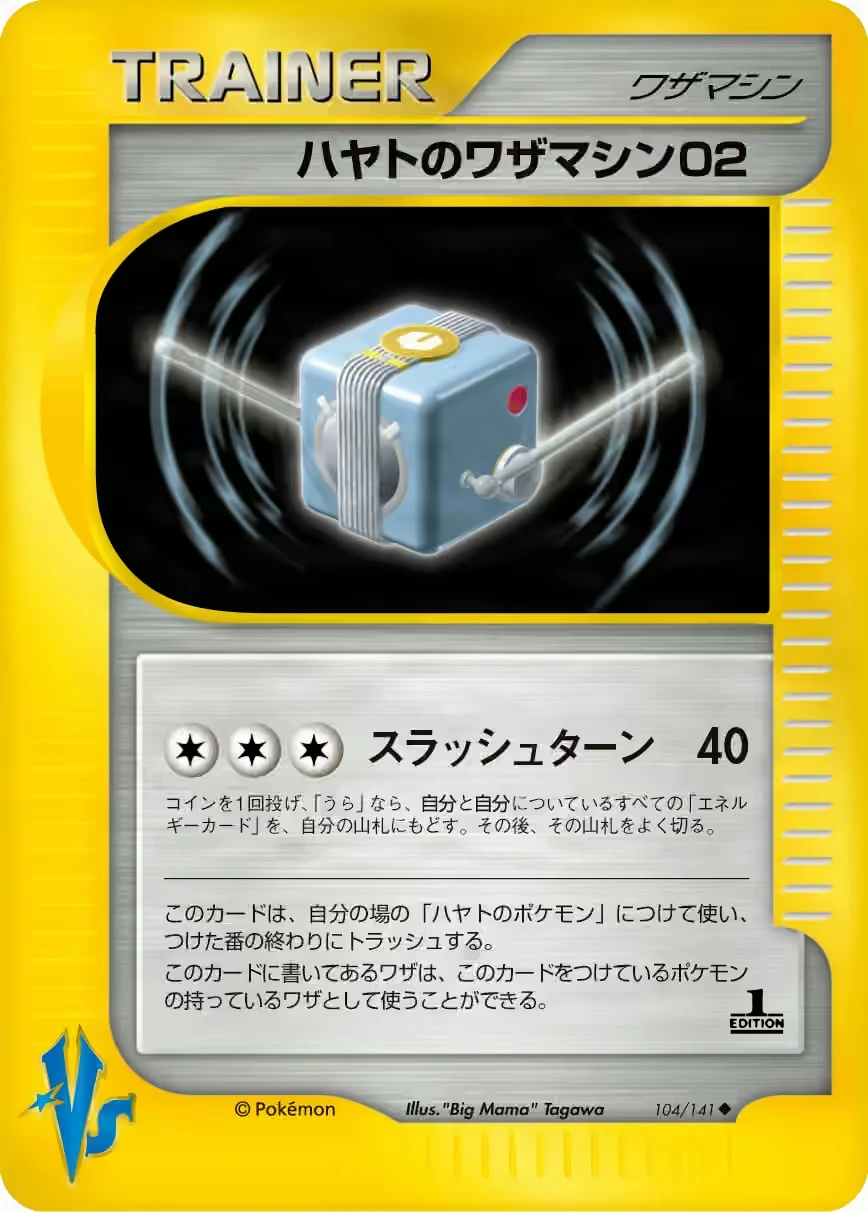 TRAINER
ワザマシン
ハヤトのワザマシン02
スラッシュターン 40
コインを1回投げ、「うら」なら、自分と自分についているすべての「エネル
ギーカード」を、自分の山札にもどす。その後、その山札をよく切る。
このカードは、自分の場の「ハヤトのポケモン」につけて使い、
つけた番の終わりにトラッシュする。
このカードに書いてあるワザは、このカードをつけているポケモン
の持っているワザとして使うことができる。
1
EDITION
VS
© Pokémon
Illus."Big Mama" Tagawa
104/141◆